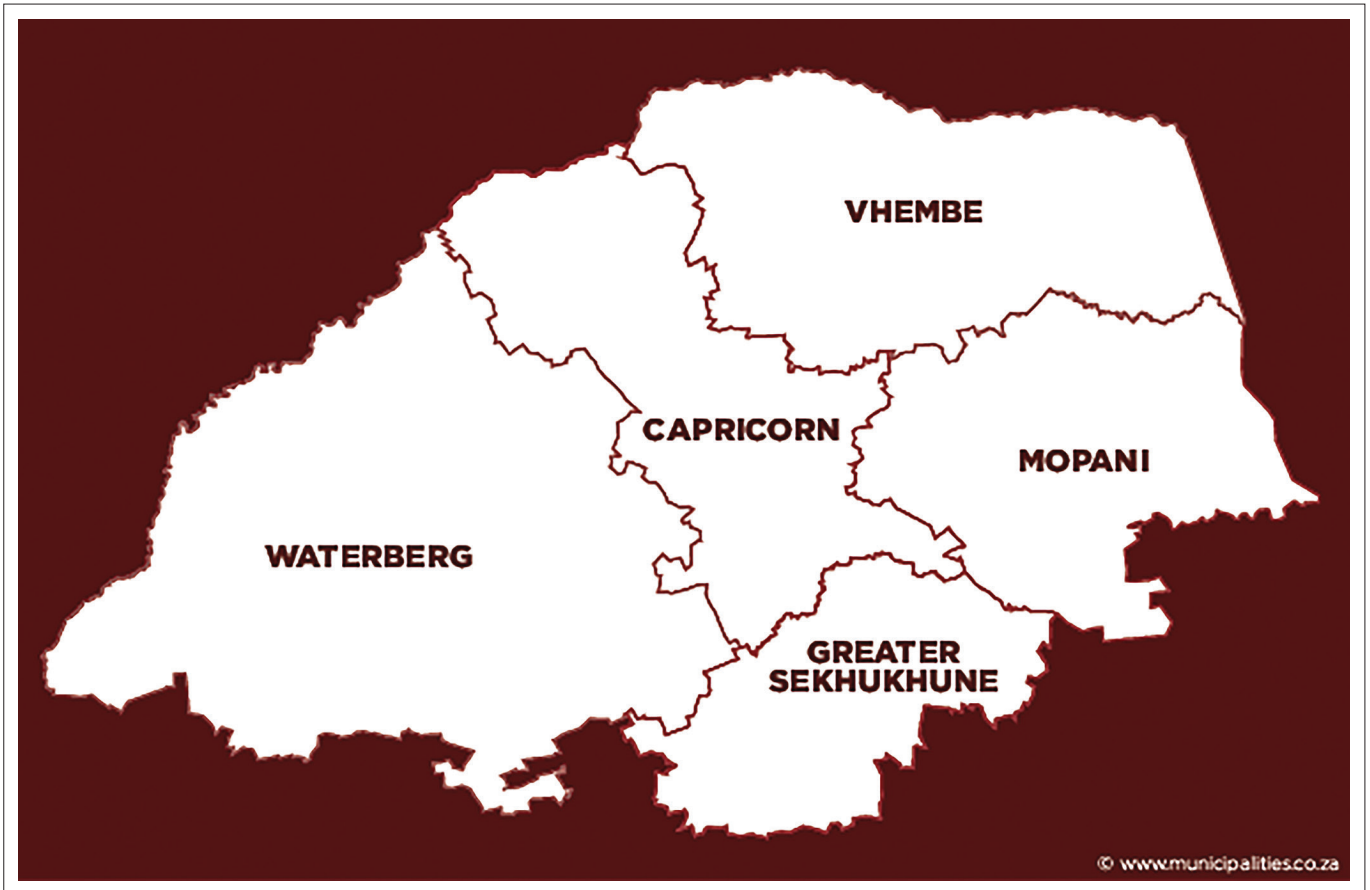 VHEMBE
CAPRICORN
MOPANI
WATERBERG
GREATER
SEKHUKHUNE
© www.municipalities.co.za